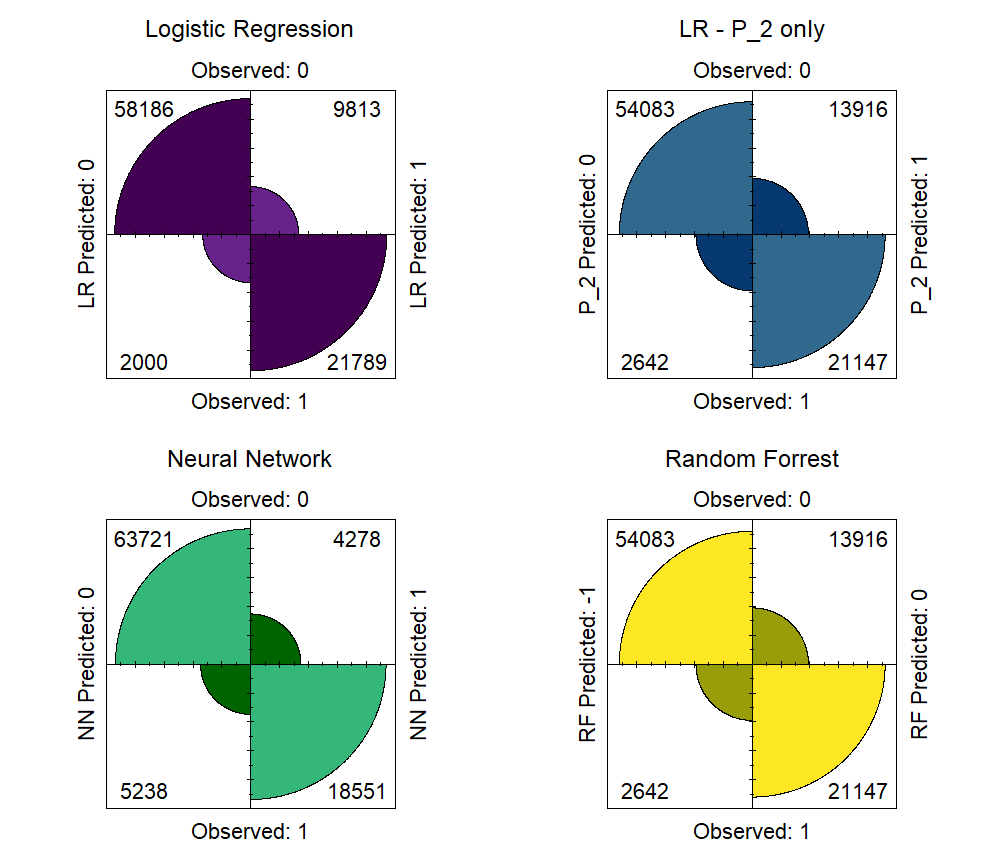 Logistic Regression
Observed: 0
58186
9813
LR Predicted: 0
LR Predicted: 1
2000
21789
Observed: 1
LR - P_2 only
Observed: 0
54083
13916
P_2 Predicted: 0
P_2 Predicted: 1
2642
21147
Observed: 1
Neural Network
Observed: 0
63721
4278
NN Predicted: 0
NN Predicted: 1
5238
18551
Observed: 1
Random Forrest
Observed: 0
54083
13916
RF Predicted: -1
RF Predicted: 0
2642
21147
Observed: 1